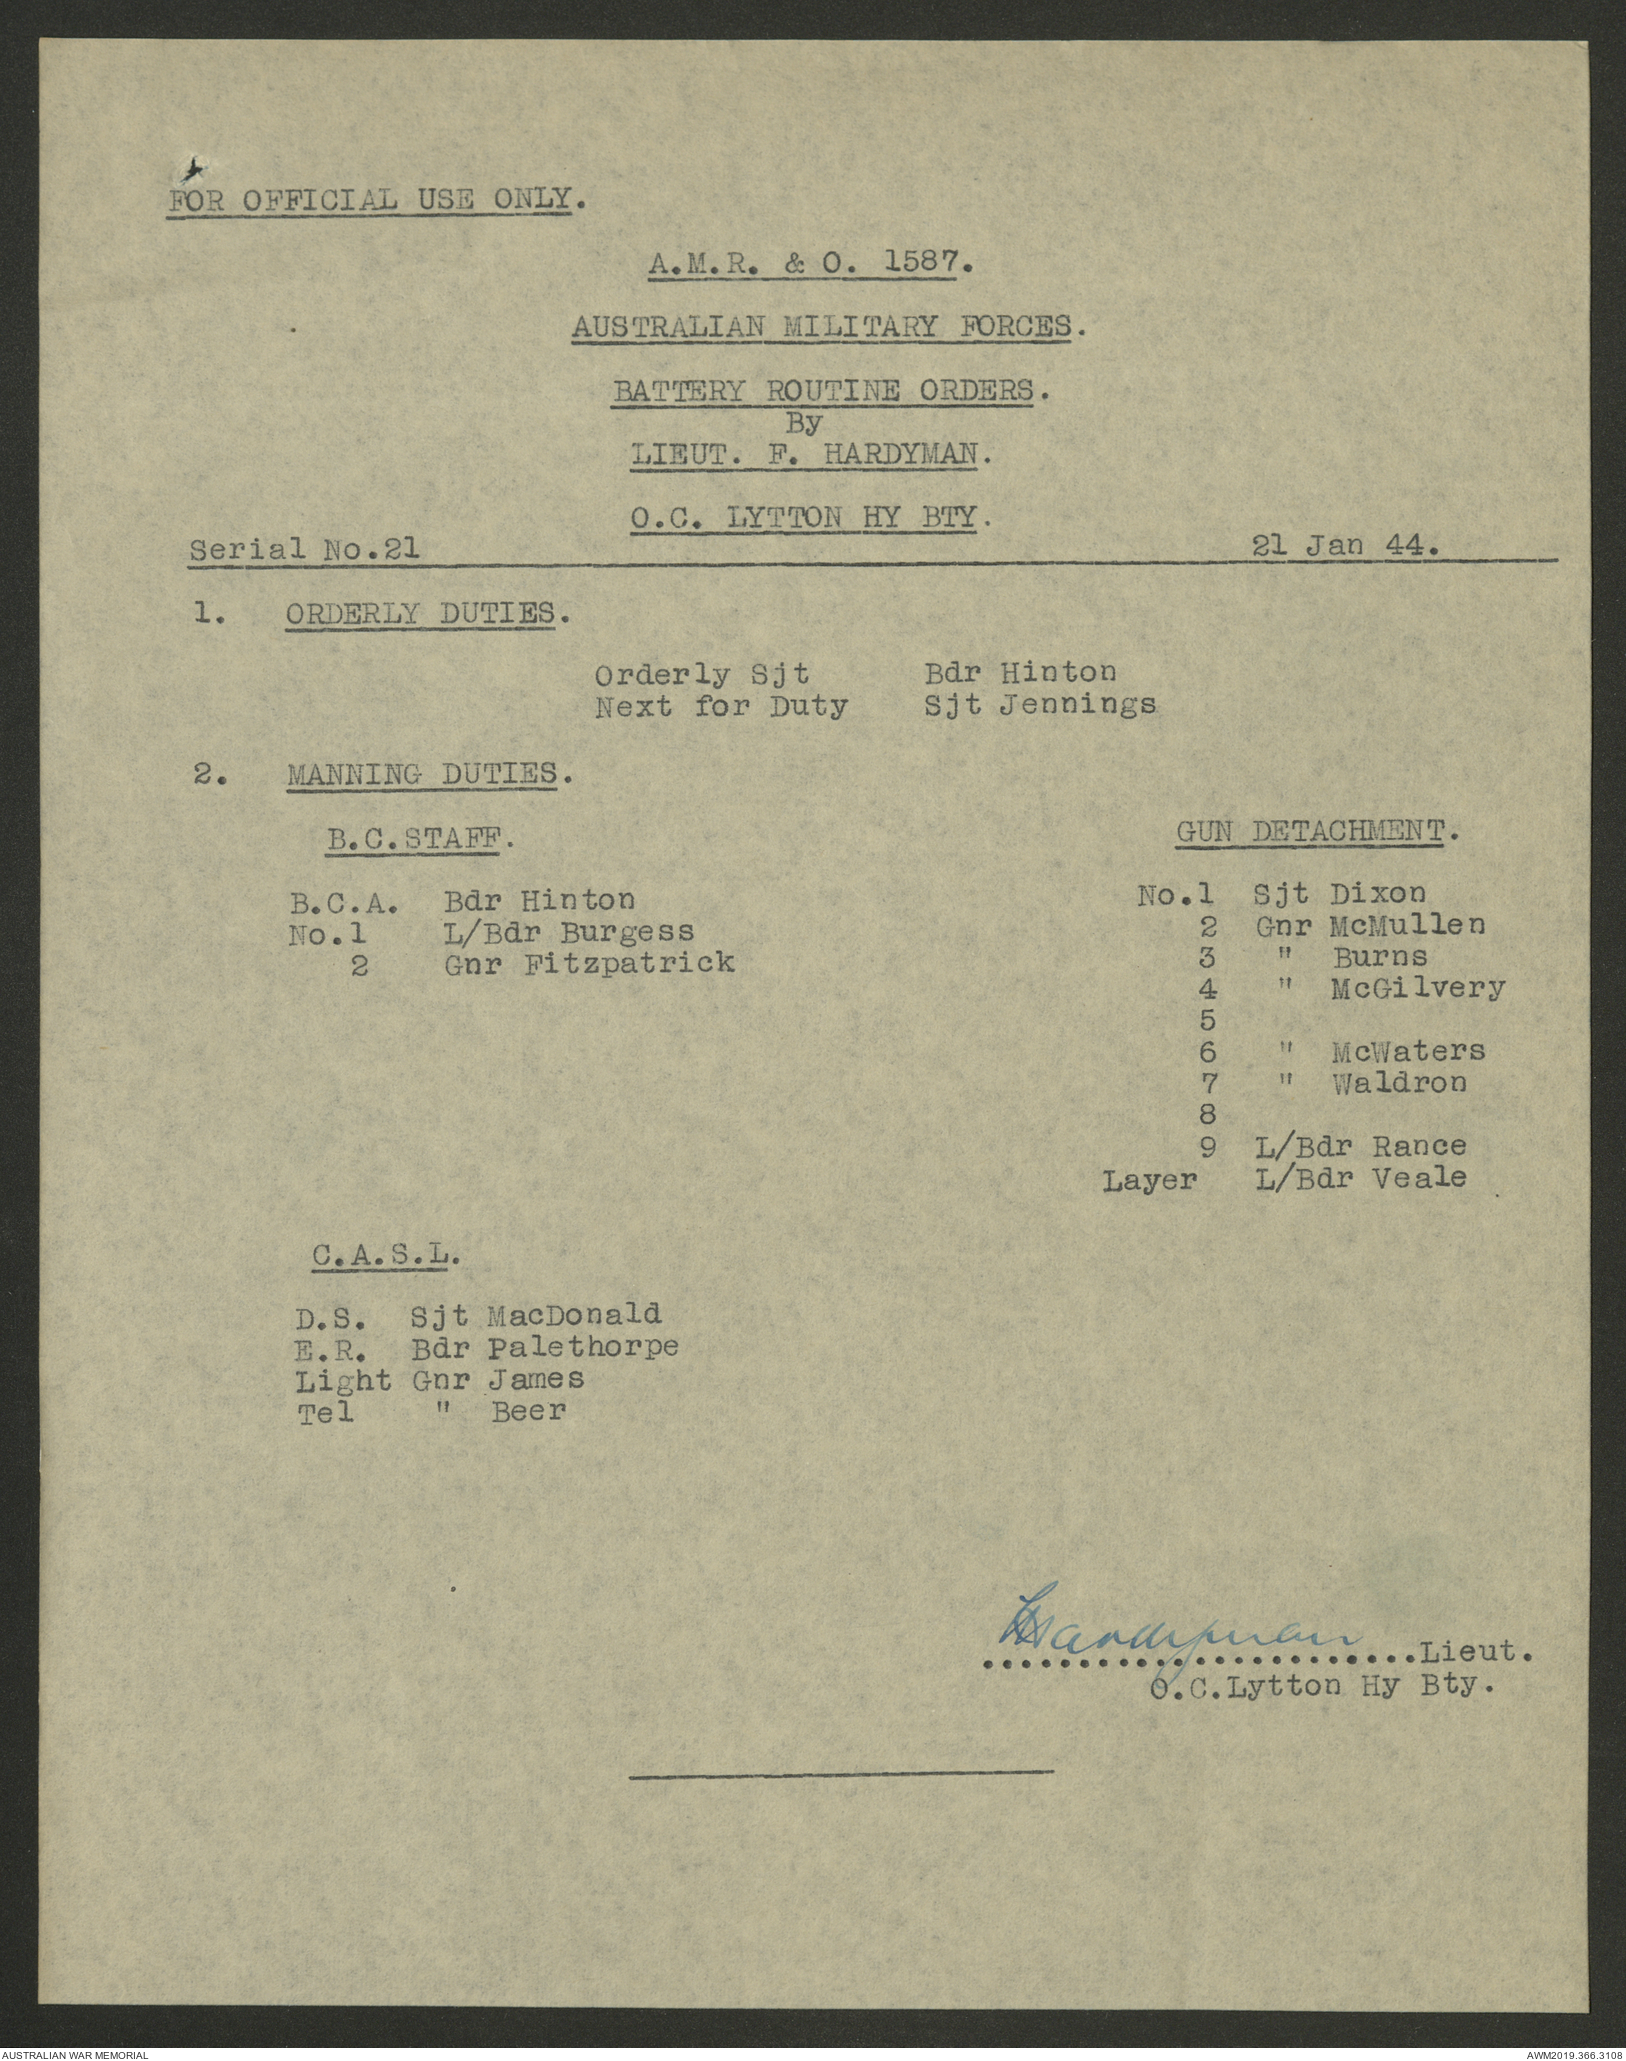 FOR OFFICIAL USE ONLY.
A.M.R. & O. 1587.
AUSTRALIAN MILITARY FORCES.
BATTERY ROUTINE ORDERS.
By
LIEUT. F. HARDYMAN.
O.C. LYTTON HY BTY.
Serial No.21 21 Jan 44.
1. ORDERLY DUTIES.
Orderly Sjt Bdr Hinton
Next for Duty Sjt Jennings
2. MANNING DUTIES.
B.C.STAFF.
B.C.A. Bdr Hinton
No.1 L/Bdr Burgess
2 Gnr Fitzpatrick
GUN DETACHMENT.
No.1 Sjt Dixon
2 Gnr McMullen
3 " Burns
4 " McGilvery
5
6 " McWaters
7 " Waldron
8
9 L/Bdr Rance
Layer L/Bdr Veale
C.A.S.L.
D.S. Sjt MacDonald
E.R. Bdr Palethorpe
Light Gnr James
Tel " Beer
FHardyman
.......................Lieut.
O.C.Lytton Hy Bty.
AUSTRALIAN WAR MEMORIAL AWM2019.366.3108